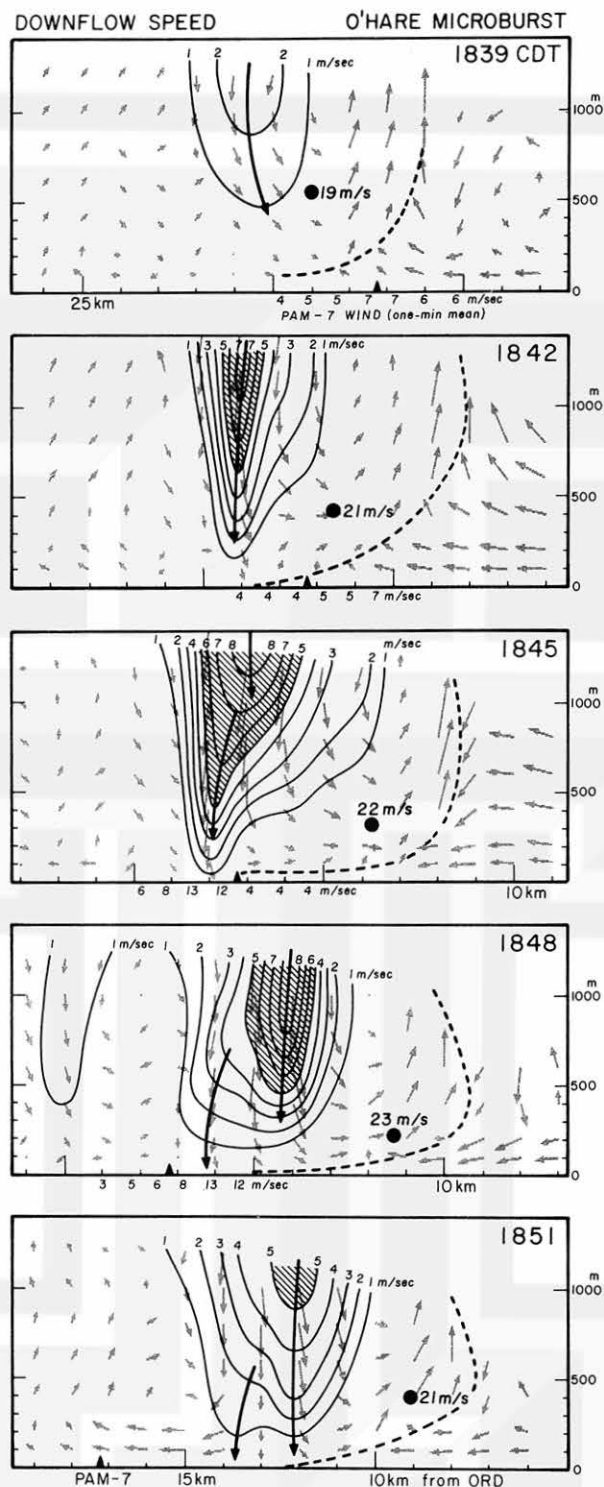 DOWNFLOW SPEED O'HARE MICROBURST
1839 CDT
1 2 2 1 m/sec
m
1000
19 m/s
500
0
25 km 4 5 5 7 7 6 6 m/sec
PAM-7 WIND (one-min mean)
1842
1 3 5 7 7 5 3 2 1 m/sec
m
1000
500
21 m/s
0
4 4 4 5 5 7 m/sec
1845
1 2 4 6 7 8 8 7 5 3 2 1 m/sec
m
1000
22 m/s
500
0
6 8 13 12 4 4 4 m/sec 10 km
1848
1 1 m/sec 1 2 3 5 7 8 6 4 2 1 m/sec
m
1000
500
23 m/s
0
3 5 6 8 13 12 m/sec 10 km
1851
1 2 3 4 5 5 4 3 2 1 m/sec
m
1000
500
21 m/s
0
PAM-7 15 km 10 km from ORD